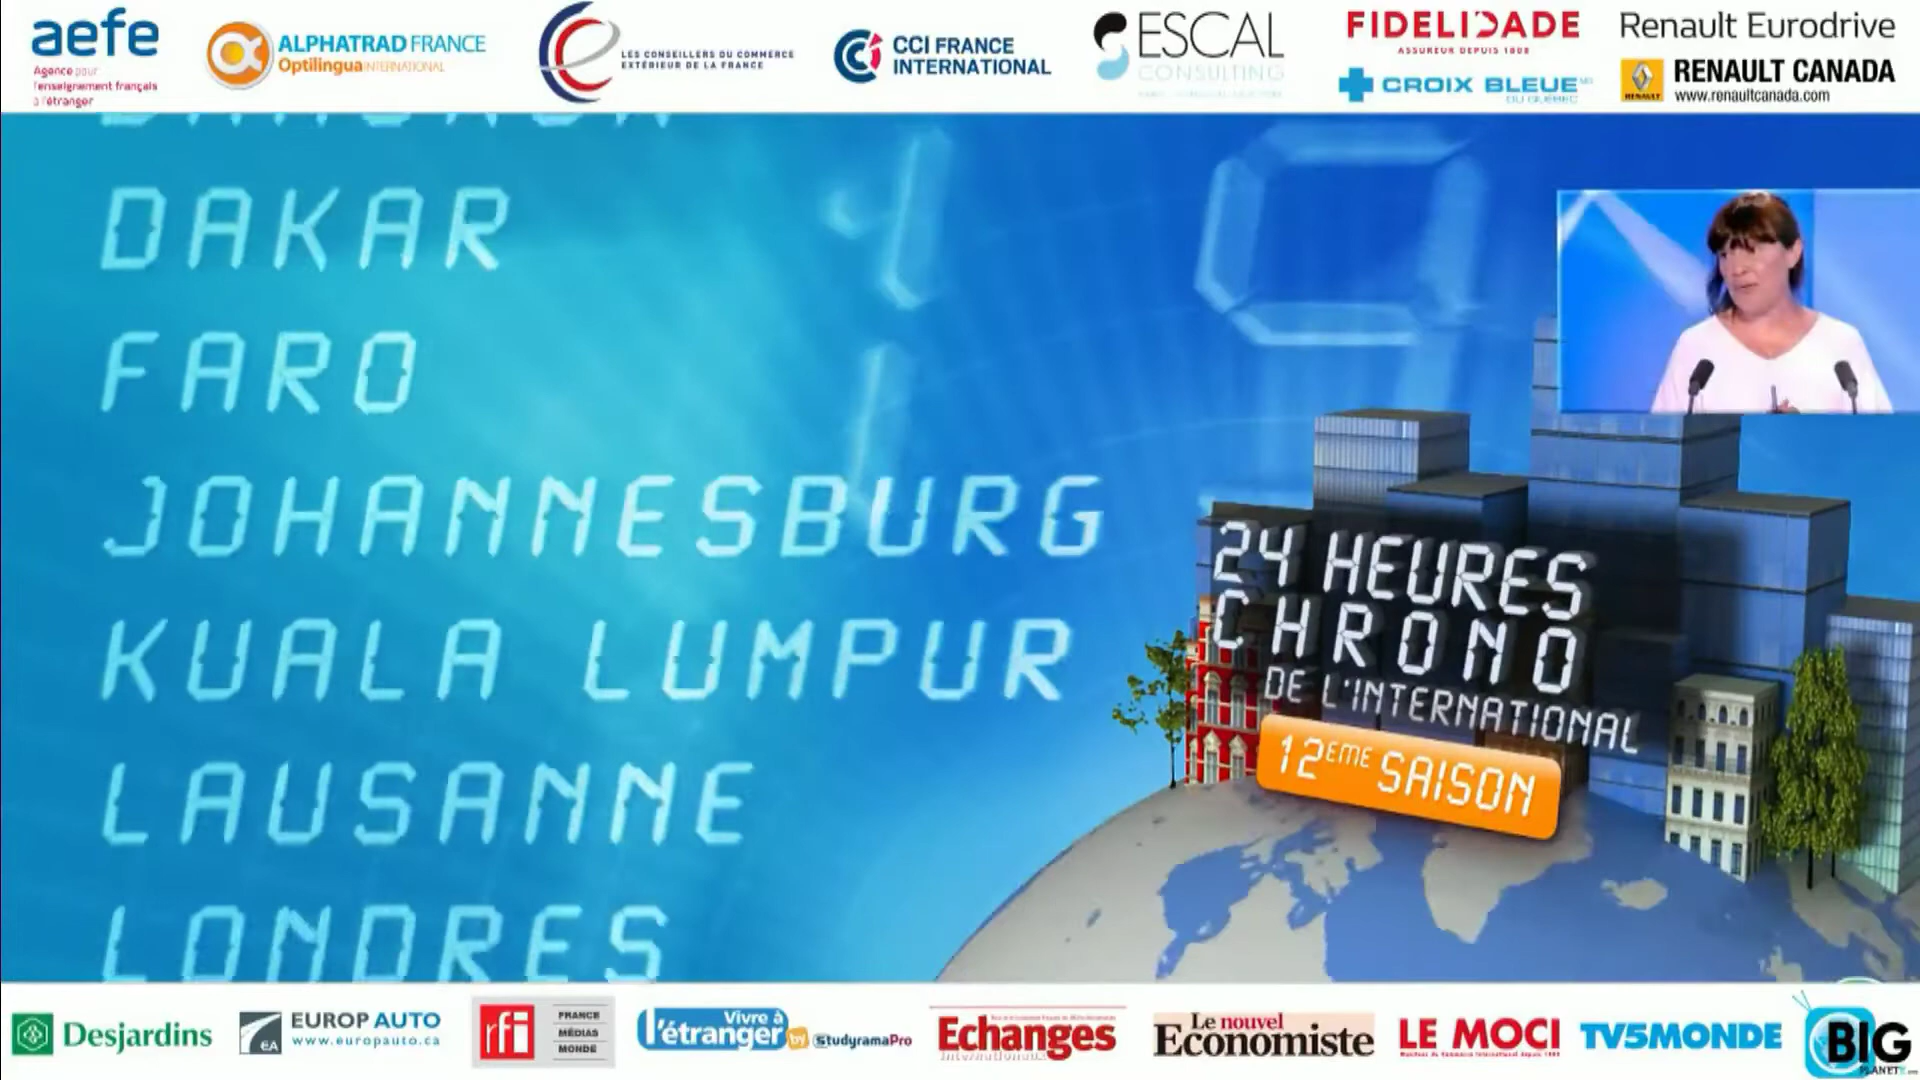 aefe
Agence pour
l'enseignement français
à l'étranger
ALPHATRAD FRANCE
Optilingua INTERNATIONAL
LES CONSEILLERS DU COMMERCE
EXTÉRIEUR DE LA FRANCE
CCI FRANCE
INTERNATIONAL
ESCAL
CONSULTING
FIDELIDADE
ASSUREUR DEPUIS 1808
CROIX BLEUE
DU QUÉBEC
Renault Eurodrive
RENAULT
RENAULT CANADA
www.renaultcanada.com
DAKAR
FARO
JOHANNESBURG
KUALA LUMPUR
LAUSANNE
LONDRES
24 HEURES
CHRONO
DE L'INTERNATIONAL
12EME SAISON
Desjardins
EA
EUROP AUTO
www.europauto.ca
rfi
FRANCE
MÉDIAS
MONDE
Vivre à
l'étranger
by StudyramaPro
Echanges
Internationaux
Le nouvel
Economiste
LE MOCI
TV5MONDE
BIG